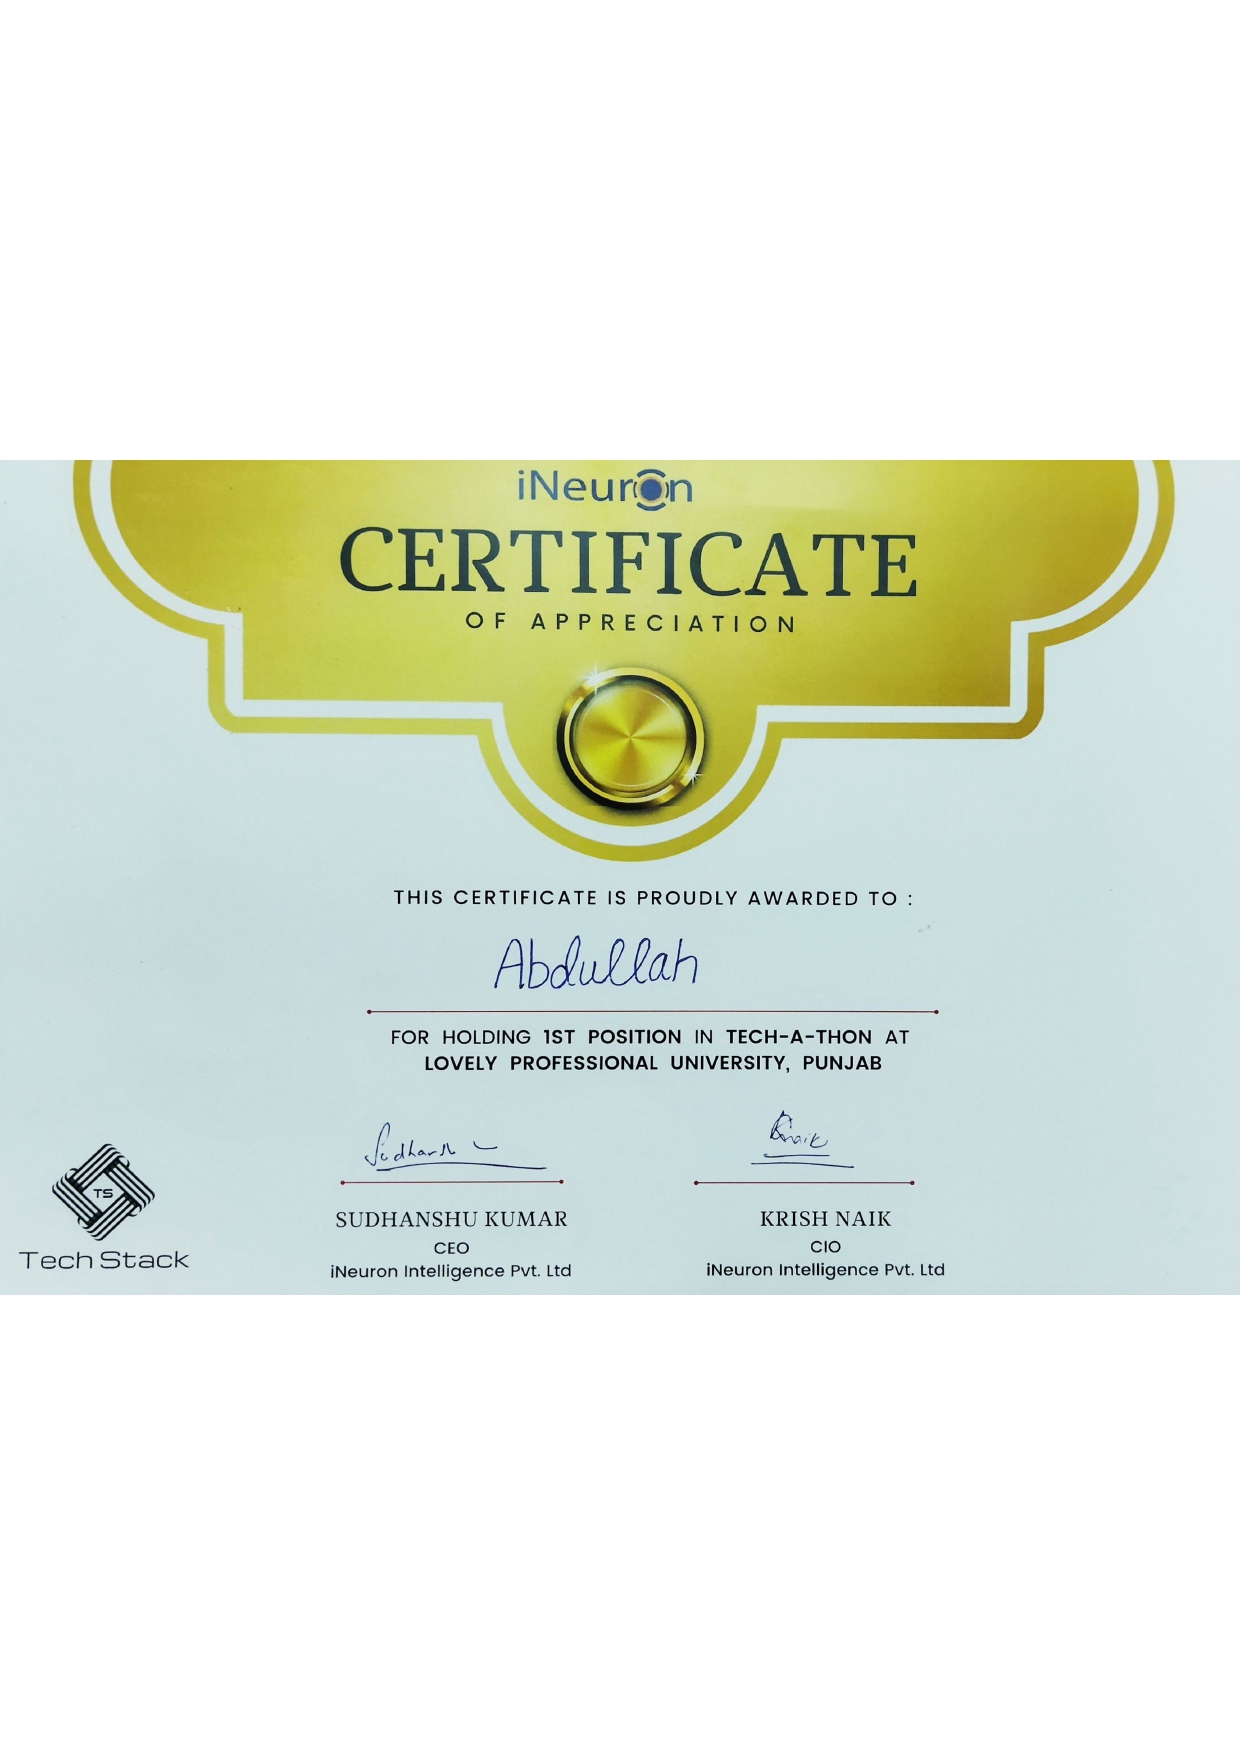 iNeuron
CERTIFICATE
OF APPRECIATION
THIS CERTIFICATE IS PROUDLY AWARDED TO :
Abdullah
FOR HOLDING 1ST POSITION IN TECH-A-THON AT
LOVELY PROFESSIONAL UNIVERSITY, PUNJAB
Sudhanshu
Knaik
SUDHANSHU KUMAR
KRISH NAIK
CEO
CIO
iNeuron Intelligence Pvt. Ltd
iNeuron Intelligence Pvt. Ltd
TS
Tech Stack